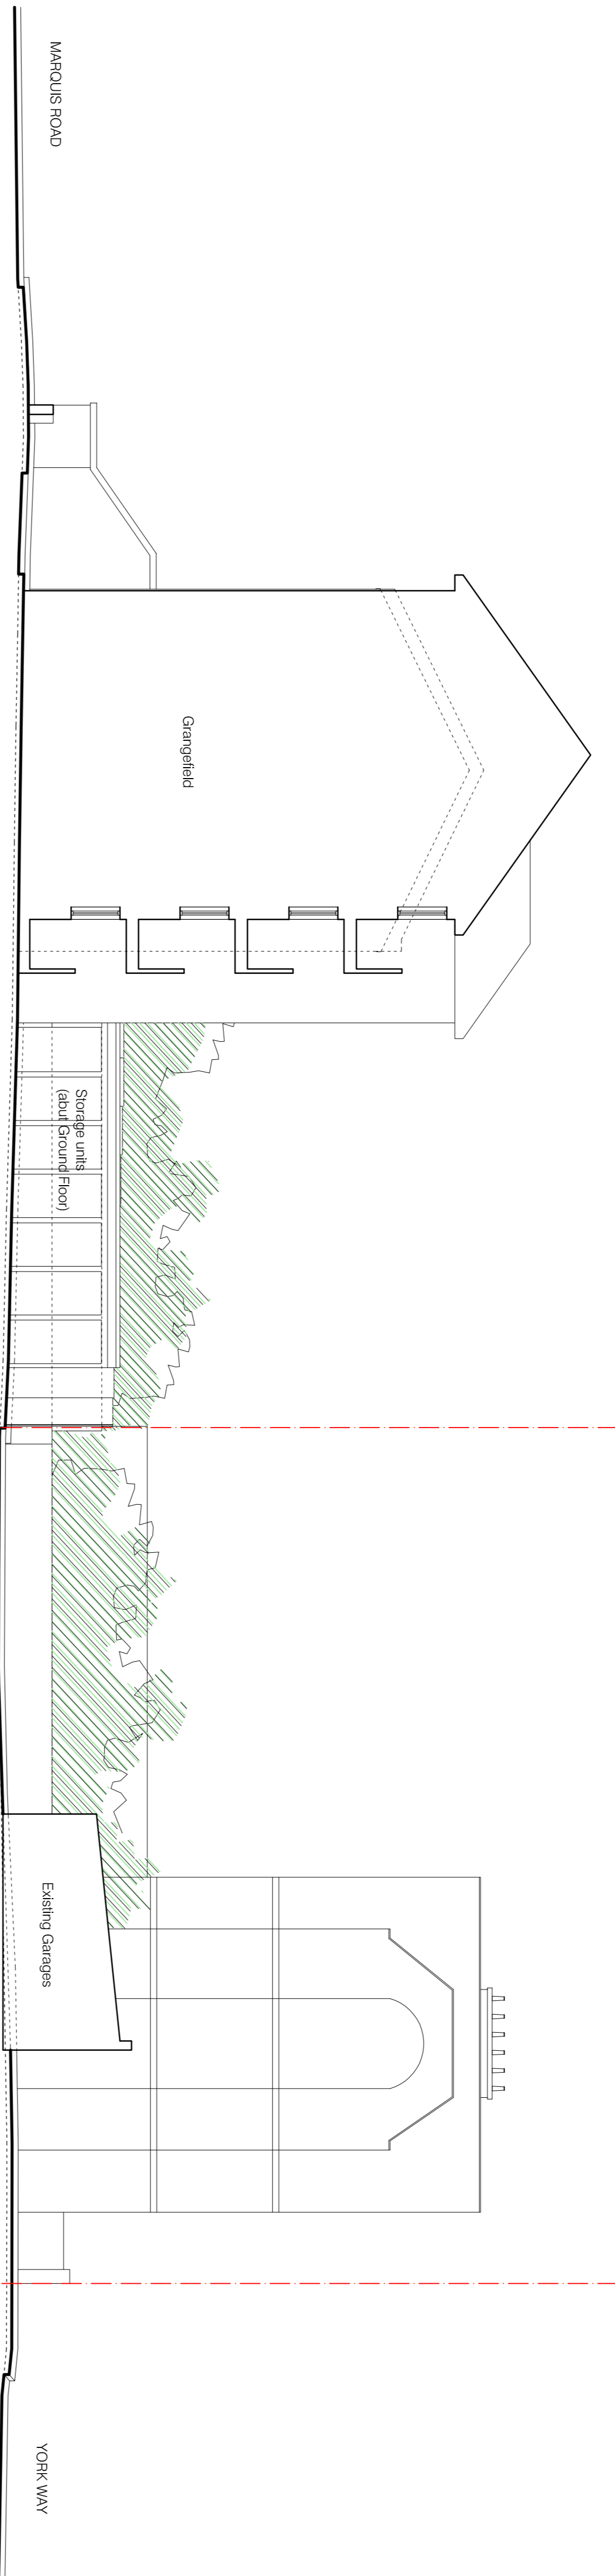 MARQUIS ROAD
Grangefield
Storage units
(abut Ground Floor)
Existing Garages
YORK WAY